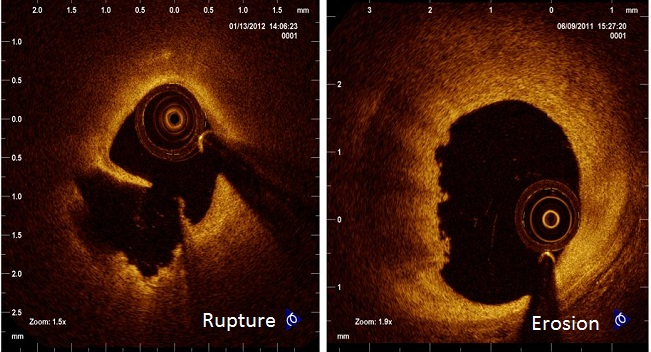 2.0 1.5 1.0 0.5 0.0 0.5 1.0 mm
01/13/2012 14:06:23
0001
1.0
0.5
0.0
0.5
1.0
1.5
2.0
2.5
mm
Zoom: 1.5x
Rupture
3 2 1 0 1 mm
06/09/2011 15:27:20
0001
2
1
0
1
mm
Zoom: 1.9x
Erosion